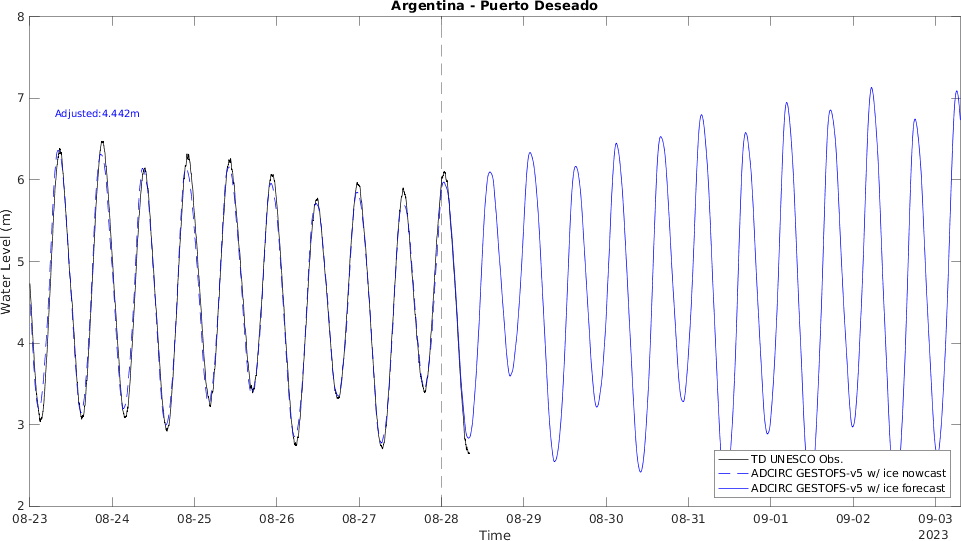 Argentina - Puerto Deseado
8
7
6
5
4
3
2
Water Level (m)
Adjusted:4.442m
TD UNESCO Obs.
ADCIRC GESTOFS-v5 w/ ice nowcast
ADCIRC GESTOFS-v5 w/ ice forecast
08-23 08-24 08-25 08-26 08-27 08-28 08-29 08-30 08-31 09-01 09-02 09-03
Time
2023